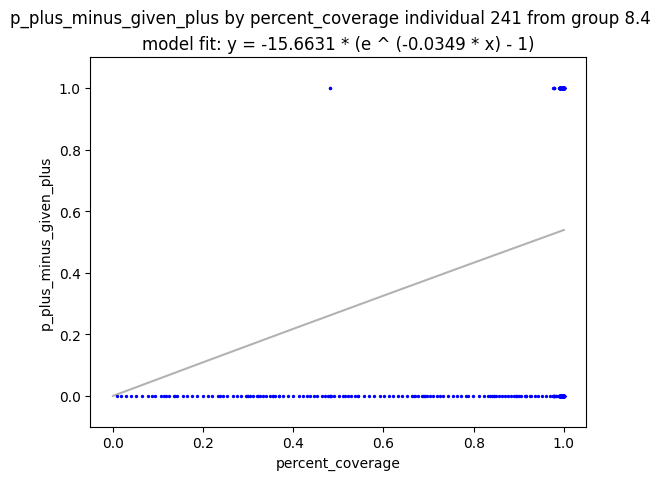 p_plus_minus_given_plus by percent_coverage individual 241 from group 8.4
model fit: y = -15.6631 * (e ^ (-0.0349 * x) - 1)
1.0
0.8
0.6
0.4
0.2
0.0
p_plus_minus_given_plus
0.0 0.2 0.4 0.6 0.8 1.0
percent_coverage